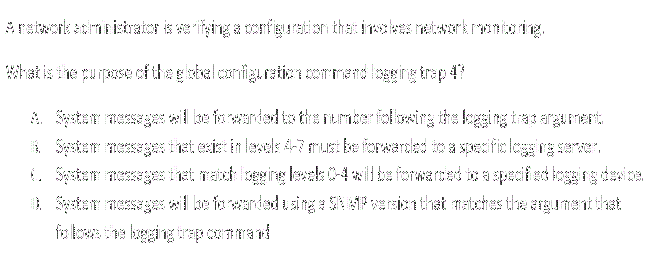 A network administrator is verifying a configuration that involves network monitoring.
What is the purpose of the global configuration command logging trap 4?
A. System messages will be forwarded to the number following the logging trap argument.
B. System messages that exist in levels 4-7 must be forwarded to a specific logging server.
C. System messages that match logging levels 0-4 will be forwarded to a specified logging device.
D. System messages will be forwarded using a SNMP version that matches the argument that
follows the logging trap command